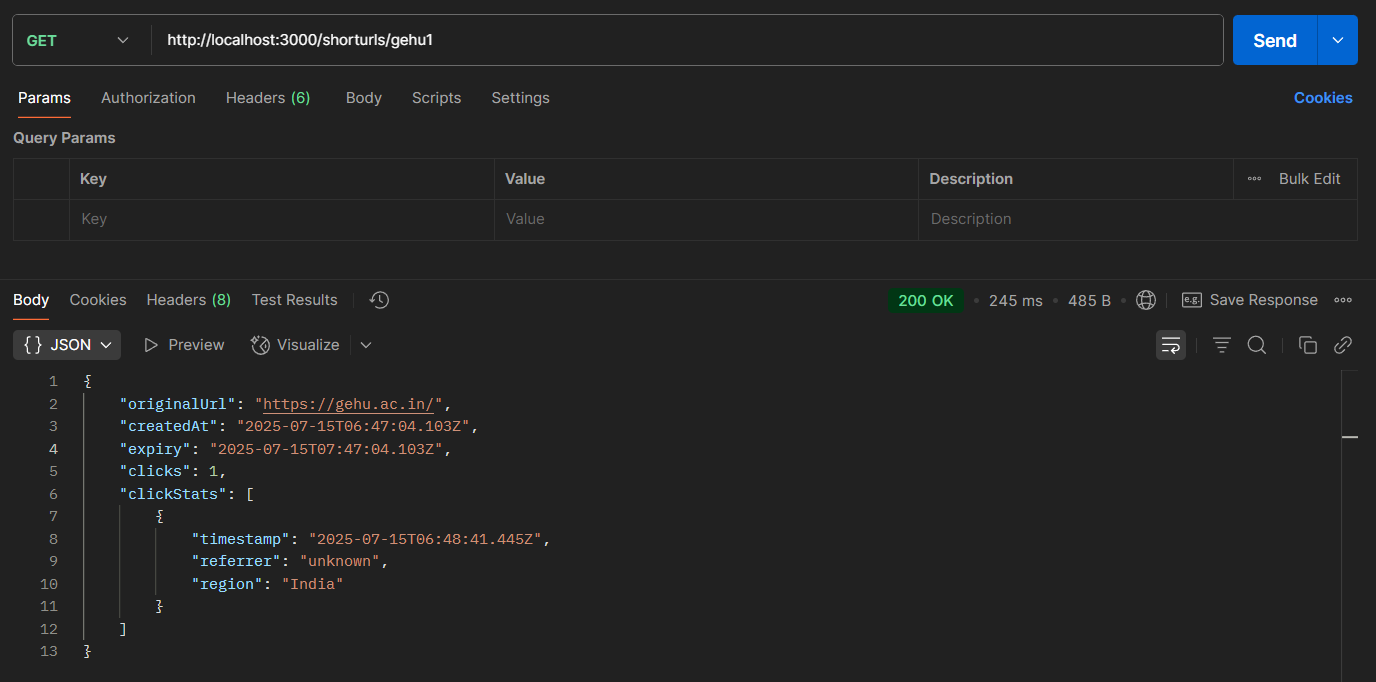 GET http://localhost:3000/shorturls/gehu1 Send
Params Authorization Headers (6) Body Scripts Settings Cookies
Query Params
Key Value Description ••• Bulk Edit
Key Value Description
Body Cookies Headers (8) Test Results 200 OK • 245 ms • 485 B • e.g. Save Response •••
{} JSON Preview Visualize
1 {
2 "originalUrl": "https://gehu.ac.in/",
3 "createdAt": "2025-07-15T06:47:04.103Z",
4 "expiry": "2025-07-15T07:47:04.103Z",
5 "clicks": 1,
6 "clickStats": [
7 {
8 "timestamp": "2025-07-15T06:48:41.445Z",
9 "referrer": "unknown",
10 "region": "India"
11 }
12 ]
13 }